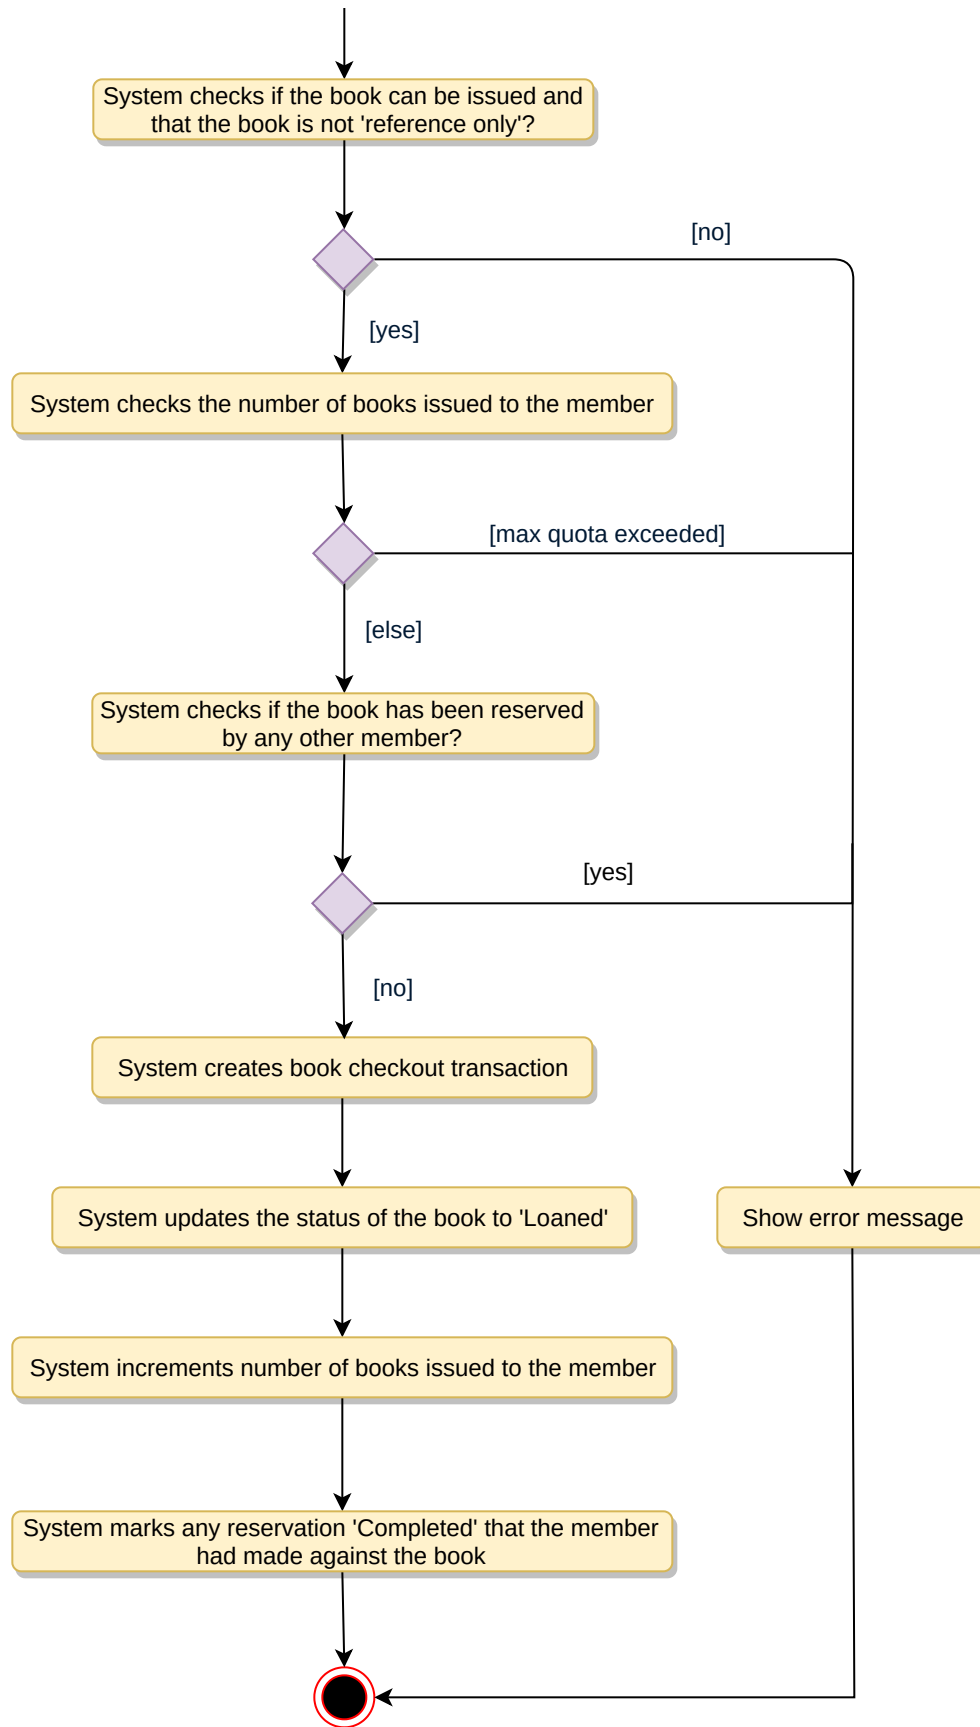 System checks if the book can be issued and
that the book is not 'reference only'?
[no]
[yes]
System checks the number of books issued to the member
[max quota exceeded]
[else]
System checks if the book has been reserved
by any other member?
[yes]
[no]
System creates book checkout transaction
System updates the status of the book to 'Loaned'
Show error message
System increments number of books issued to the member
System marks any reservation 'Completed' that the member
had made against the book